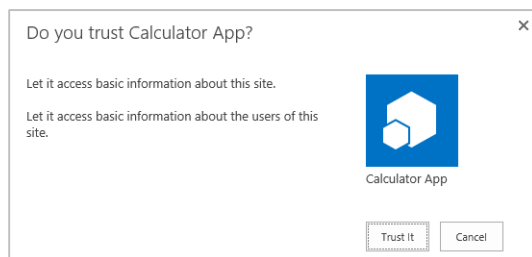 Do you trust Calculator App?
Let it access basic information about this site.
Let it access basic information about the users of this
site.
Calculator App
Trust It
Cancel